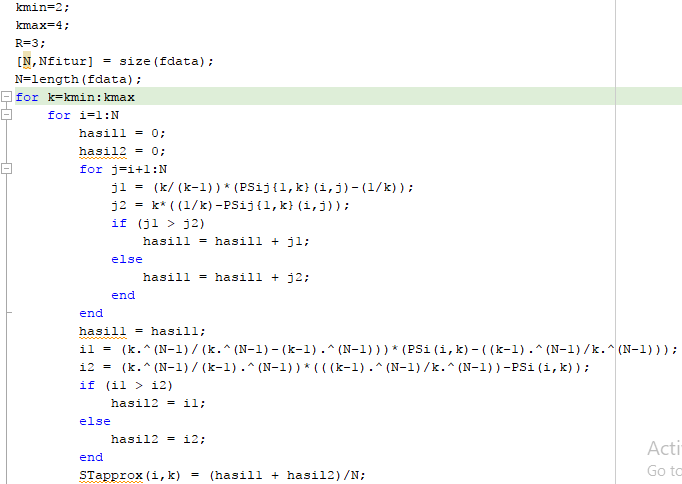 kmin=2;
kmax=4;
R=3;
[N,Nfitur] = size(fdata);
N=length(fdata);
for k=kmin:kmax
for i=1:N
hasil1 = 0;
hasil2 = 0;
for j=i+1:N
j1 = (k/(k-1))*(PSij{1,k}(i,j)-(1/k));
j2 = k*((1/k)-PSij{1,k}(i,j));
if (j1 > j2)
hasil1 = hasil1 + j1;
else
hasil1 = hasil1 + j2;
end
end
hasil1 = hasil1;
i1 = (k.^(N-1)/(k.^(N-1)-(k-1).^(N-1)))*(PSi(i,k)-((k-1).^(N-1)/k.^(N-1)));
i2 = (k.^(N-1)/(k-1).^(N-1))*(((k-1).^(N-1)/k.^(N-1))-PSi(i,k));
if (i1 > i2)
hasil2 = i1;
else
hasil2 = i2;
end
STapprox(i,k) = (hasil1 + hasil2)/N;
Acti
Go to